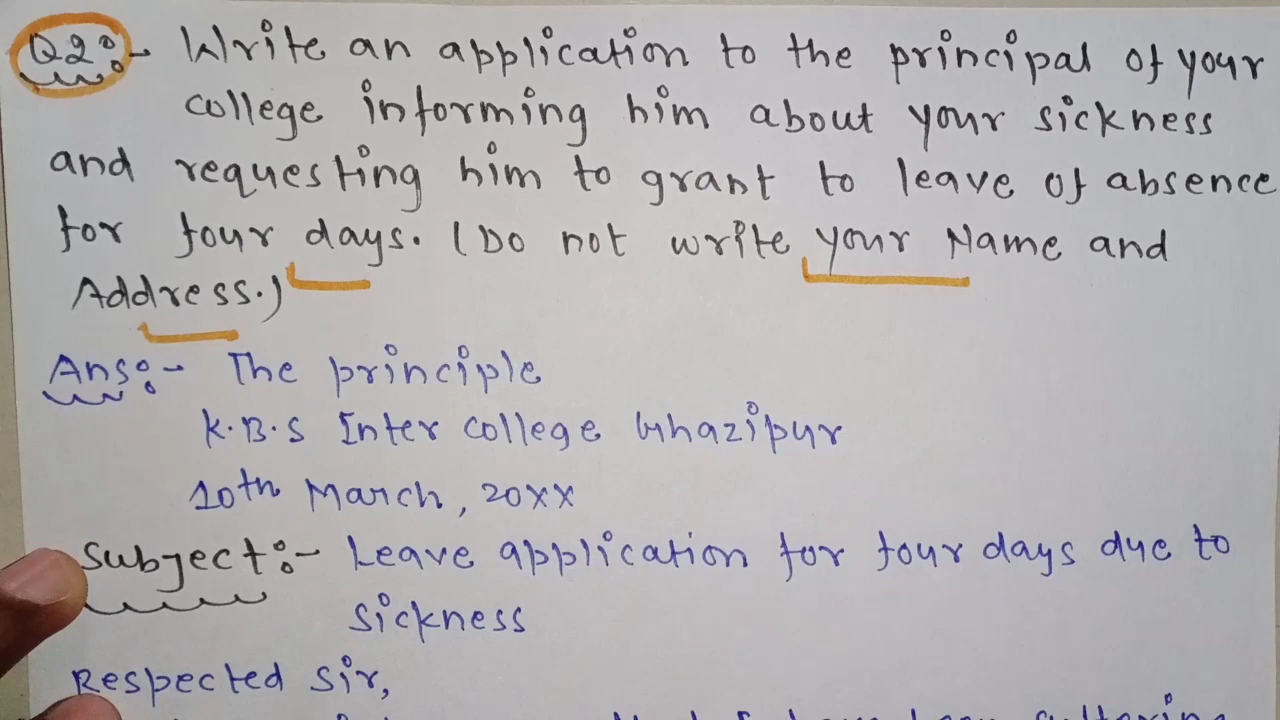 Q2:- Write an application to the principal of your
college informing him about your sickness
and requesting him to grant to leave of absence
for four days. (Do not write your Name and
Address.)
Ans:- The principle
K.B.S Inter college Ghazipur
10th March, 20XX
Subject:- Leave application for four days due to
sickness
Respected Sir,